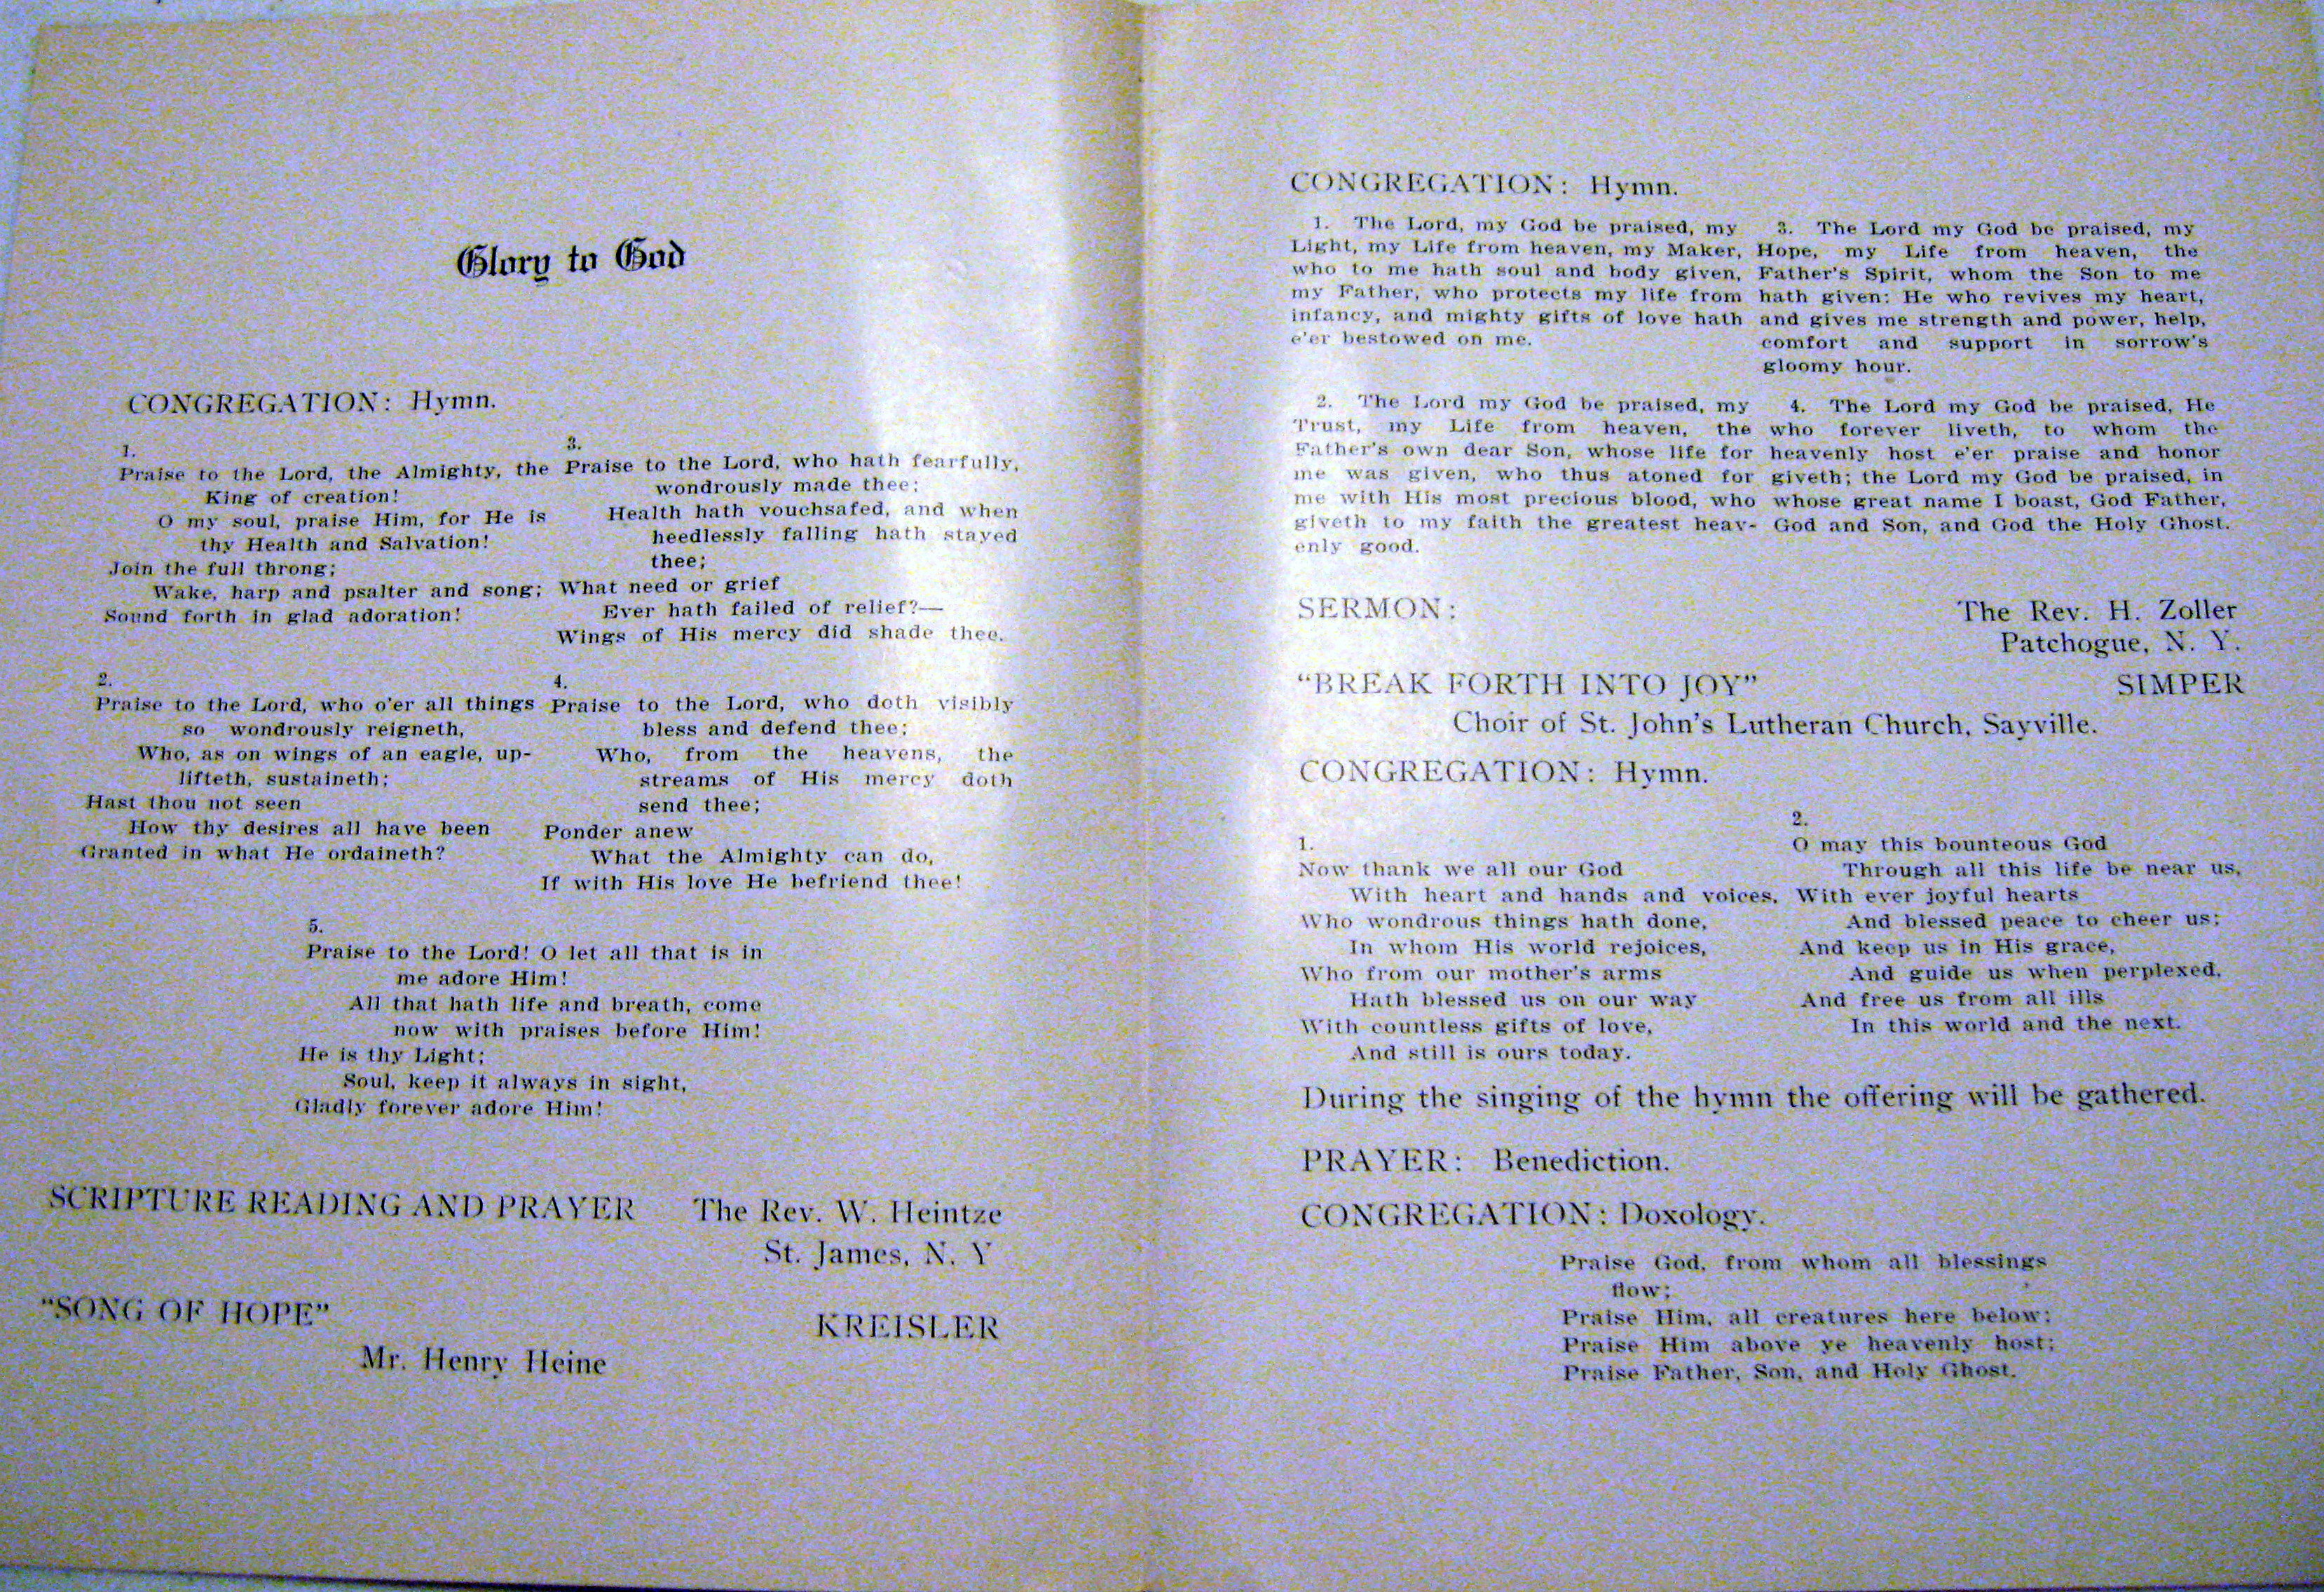 Glory to God
CONGREGATION: Hymn.
1.
Praise to the Lord, the Almighty, the
King of creation!
O my soul, praise Him, for He is
thy Health and Salvation!
Join the full throng;
Wake, harp and psalter and song;
Sound forth in glad adoration!
2.
Praise to the Lord, who o'er all things
so wondrously reigneth,
Who, as on wings of an eagle, up-
lifteth, sustaineth;
Hast thou not seen
How thy desires all have been
Granted in what He ordaineth?
3.
Praise to the Lord, who hath fearfully,
wondrously made thee;
Health hath vouchsafed, and when
heedlessly falling hath stayed
thee;
What need or grief
Ever hath failed of relief?—
Wings of His mercy did shade thee.
4.
Praise to the Lord, who doth visibly
bless and defend thee;
Who, from the heavens, the
streams of His mercy doth
send thee;
Ponder anew
What the Almighty can do,
If with His love He befriend thee!
5.
Praise to the Lord! O let all that is in
me adore Him!
All that hath life and breath, come
now with praises before Him!
He is thy Light;
Soul, keep it always in sight,
Gladly forever adore Him!
SCRIPTURE READING AND PRAYER The Rev. W. Heintze
St. James, N. Y
"SONG OF HOPE" KREISLER
Mr. Henry Heine
CONGREGATION: Hymn.
1. The Lord, my God be praised, my
Light, my Life from heaven, my Maker,
who to me hath soul and body given,
my Father, who protects my life from
infancy, and mighty gifts of love hath
e'er bestowed on me.
2. The Lord my God be praised, my
Trust, my Life from heaven, the
Father's own dear Son, whose life for
me was given, who thus atoned for
me with His most precious blood, who
giveth to my faith the greatest heav-
enly good.
3. The Lord my God be praised, my
Hope, my Life from heaven, the
Father's Spirit, whom the Son to me
hath given: He who revives my heart,
and gives me strength and power, help,
comfort and support in sorrow's
gloomy hour.
4. The Lord my God be praised, He
who forever liveth, to whom the
heavenly host e'er praise and honor
giveth; the Lord my God be praised, in
whose great name I boast, God Father,
God and Son, and God the Holy Ghost.
SERMON: The Rev. H. Zoller
Patchogue, N. Y.
"BREAK FORTH INTO JOY" SIMPER
Choir of St. John's Lutheran Church, Sayville.
CONGREGATION: Hymn.
1.
Now thank we all our God
With heart and hands and voices,
Who wondrous things hath done,
In whom His world rejoices,
Who from our mother's arms
Hath blessed us on our way
With countless gifts of love,
And still is ours today.
2.
O may this bounteous God
Through all this life be near us,
With ever joyful hearts
And blessed peace to cheer us;
And keep us in His grace,
And guide us when perplexed,
And free us from all ills
In this world and the next.
During the singing of the hymn the offering will be gathered.
PRAYER: Benediction.
CONGREGATION: Doxology.
Praise God, from whom all blessings
flow;
Praise Him, all creatures here below;
Praise Him above ye heavenly host;
Praise Father, Son, and Holy Ghost.